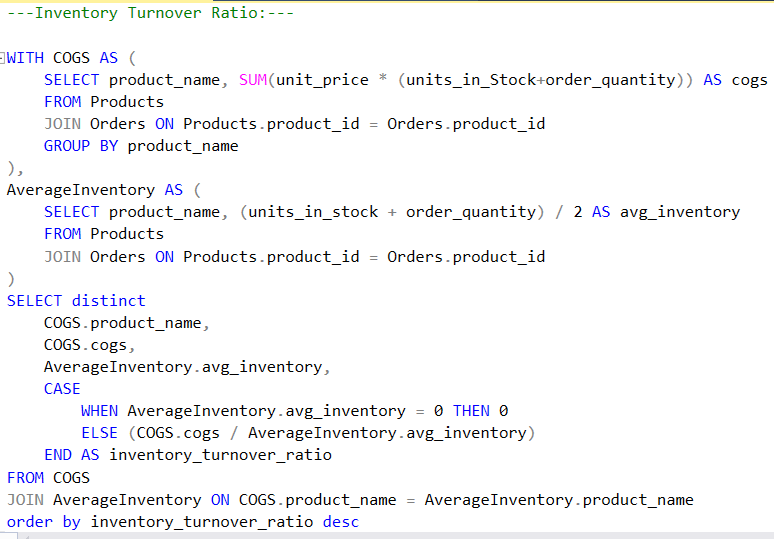 ---Inventory Turnover Ratio:---
WITH COGS AS (
SELECT product_name, SUM(unit_price * (units_in_Stock+order_quantity)) AS cogs
FROM Products
JOIN Orders ON Products.product_id = Orders.product_id
GROUP BY product_name
),
AverageInventory AS (
SELECT product_name, (units_in_stock + order_quantity) / 2 AS avg_inventory
FROM Products
JOIN Orders ON Products.product_id = Orders.product_id
)
SELECT distinct
COGS.product_name,
COGS.cogs,
AverageInventory.avg_inventory,
CASE
WHEN AverageInventory.avg_inventory = 0 THEN 0
ELSE (COGS.cogs / AverageInventory.avg_inventory)
END AS inventory_turnover_ratio
FROM COGS
JOIN AverageInventory ON COGS.product_name = AverageInventory.product_name
order by inventory_turnover_ratio desc